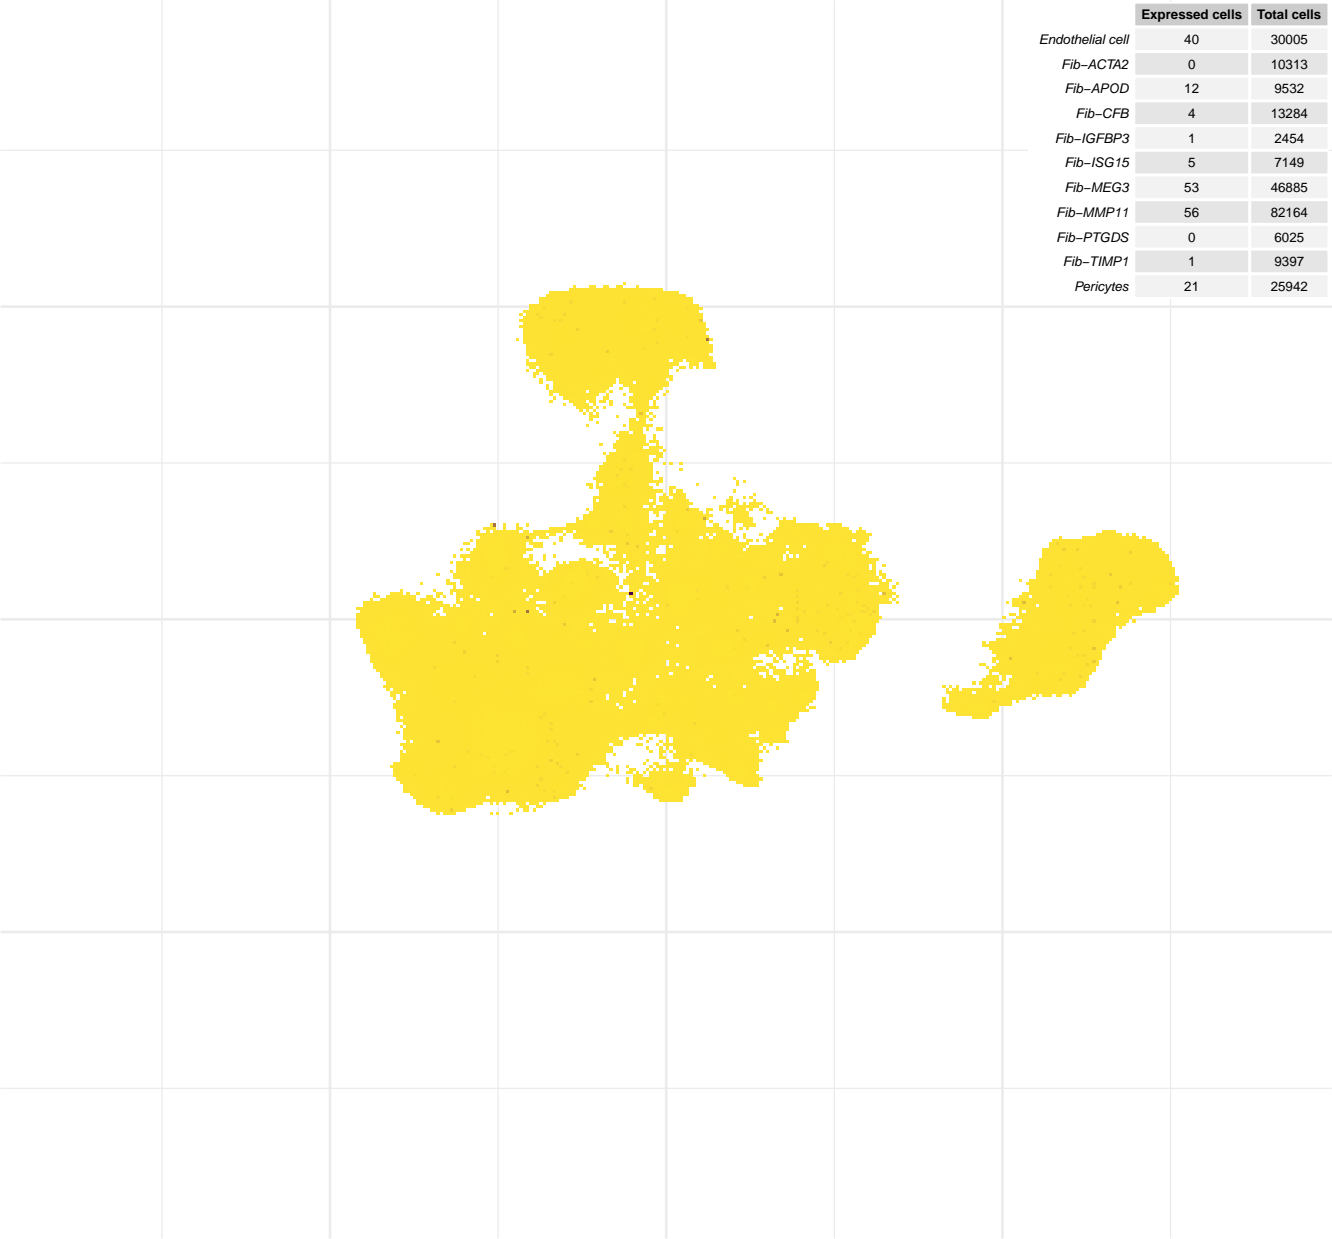 Expressed cells Total cells
Endothelial cell 40 30005
Fib−ACTA2 0 10313
Fib−APOD 12 9532
Fib−CFB 4 13284
Fib−IGFBP3 1 2454
Fib−ISG15 5 7149
Fib−MEG3 53 46885
Fib−MMP11 56 82164
Fib−PTGDS 0 6025
Fib−TIMP1 1 9397
Pericytes 21 25942